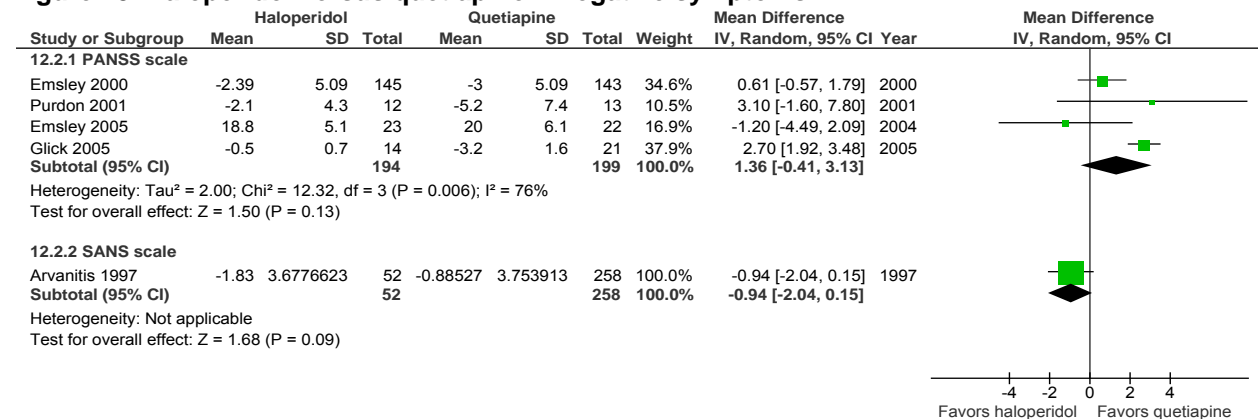 Haloperidol Quetiapine Mean Difference Mean Difference
Study or Subgroup Mean SD Total Mean SD Total Weight IV, Random, 95% CI Year IV, Random, 95% CI
12.2.1 PANSS scale
Emsley 2000 -2.39 5.09 145 -3 5.09 143 34.6% 0.61 [-0.57, 1.79] 2000
Purdon 2001 -2.1 4.3 12 -5.2 7.4 13 10.5% 3.10 [-1.60, 7.80] 2001
Emsley 2005 18.8 5.1 23 20 6.1 22 16.9% -1.20 [-4.49, 2.09] 2004
Glick 2005 -0.5 0.7 14 -3.2 1.6 21 37.9% 2.70 [1.92, 3.48] 2005
Subtotal (95% CI) 194 199 100.0% 1.36 [-0.41, 3.13]
Heterogeneity: Tau² = 2.00; Chi² = 12.32, df = 3 (P = 0.006); I² = 76%
Test for overall effect: Z = 1.50 (P = 0.13)
12.2.2 SANS scale
Arvanitis 1997 -1.83 3.6776623 52 -0.88527 3.753913 258 100.0% -0.94 [-2.04, 0.15] 1997
Subtotal (95% CI) 52 258 100.0% -0.94 [-2.04, 0.15]
Heterogeneity: Not applicable
Test for overall effect: Z = 1.68 (P = 0.09)
-4 -2 0 2 4
Favors haloperidol Favors quetiapine